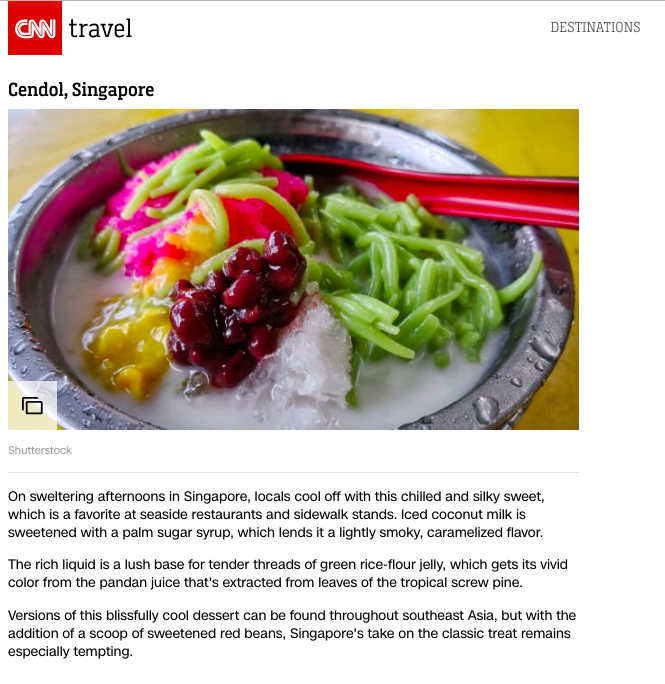 CNN travel
DESTINATIONS
Cendol, Singapore
Shutterstock
On sweltering afternoons in Singapore, locals cool off with this chilled and silky sweet,
which is a favorite at seaside restaurants and sidewalk stands. Iced coconut milk is
sweetened with a palm sugar syrup, which lends it a lightly smoky, caramelized flavor.
The rich liquid is a lush base for tender threads of green rice-flour jelly, which gets its vivid
color from the pandan juice that's extracted from leaves of the tropical screw pine.
Versions of this blissfully cool dessert can be found throughout southeast Asia, but with the
addition of a scoop of sweetened red beans, Singapore's take on the classic treat remains
especially tempting.